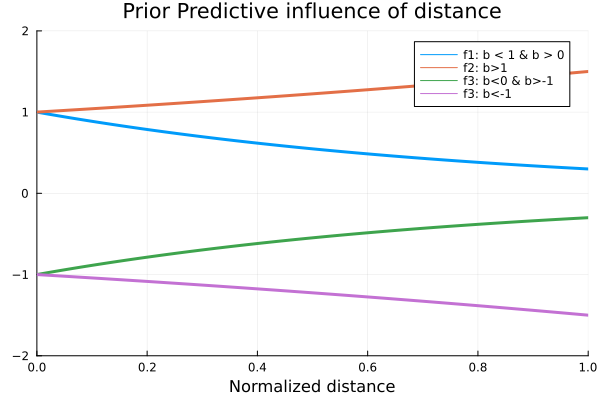 Prior Predictive influence of distance
2
f1: b < 1 & b > 0
f2: b>1
f3: b<0 & b>-1
f3: b<-1
1
0
−1
−2
0.0 0.2 0.4 0.6 0.8 1.0
Normalized distance